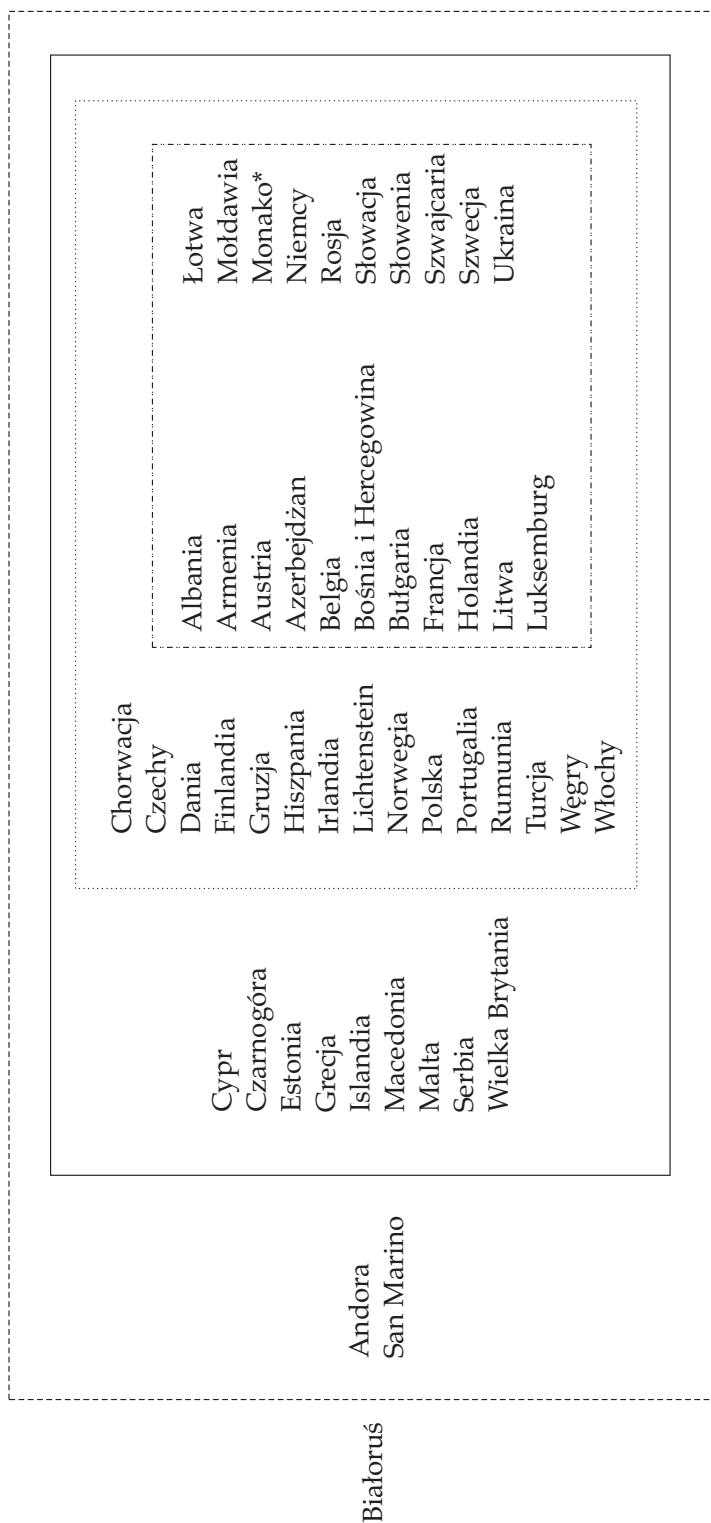 Białoruś
Andora
San Marino
Cypr
Czarnogóra
Estonia
Grecja
Islandia
Macedonia
Malta
Serbia
Wielka Brytania
Chorwacja
Czechy
Dania
Finlandia
Gruzja
Hiszpania
Irlandia
Lichtenstein
Norwegia
Polska
Portugalia
Rumunia
Turcja
Węgry
Włochy
Albania
Armenia
Austria
Azerbejdżan
Belgia
Bośnia i Hercegowina
Bułgaria
Francja
Holandia
Litwa
Luksemburg
Łotwa
Mołdawia
Monako*
Niemcy
Rosja
Słowacja
Słowenia
Szwajcaria
Szwecja
Ukraina